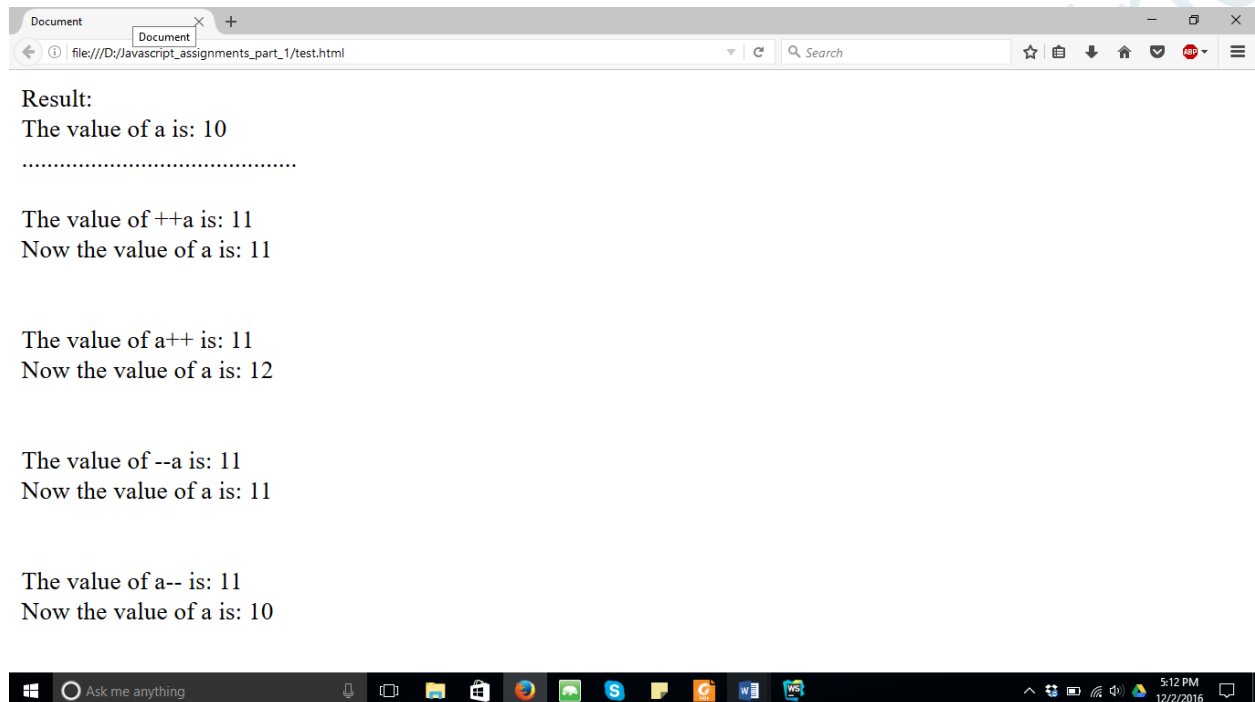 Document
Document
file:///D:/Javascript_assignments_part_1/test.html
Search
ABP
Result:
The value of a is: 10
............................................
The value of ++a is: 11
Now the value of a is: 11
The value of a++ is: 11
Now the value of a is: 12
The value of --a is: 11
Now the value of a is: 11
The value of a-- is: 11
Now the value of a is: 10
Ask me anything
5:12 PM
12/2/2016